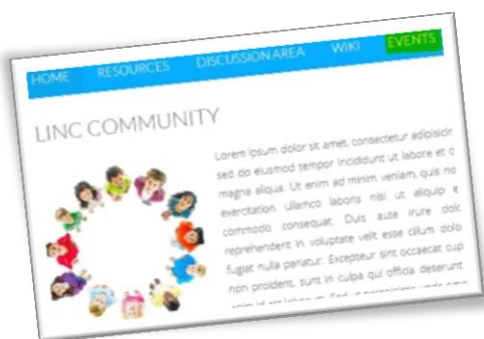 HOME RESOURCES DISCUSSION AREA WIKI EVENTS
LINC COMMUNITY
Lorem ipsum dolor sit amet, consectetur adipisicin
sed do eiusmod tempor incididunt ut labore et d
magna aliqua. Ut enim ad minim veniam, quis no
exercitation ullamco laboris nisi ut aliquip e
commodo consequat. Duis aute irure dolo
reprehenderit in voluptate velit esse cillum dolo
fugiat nulla pariatur. Excepteur sint occaecat cup
non proident, sunt in culpa qui officia deserunt